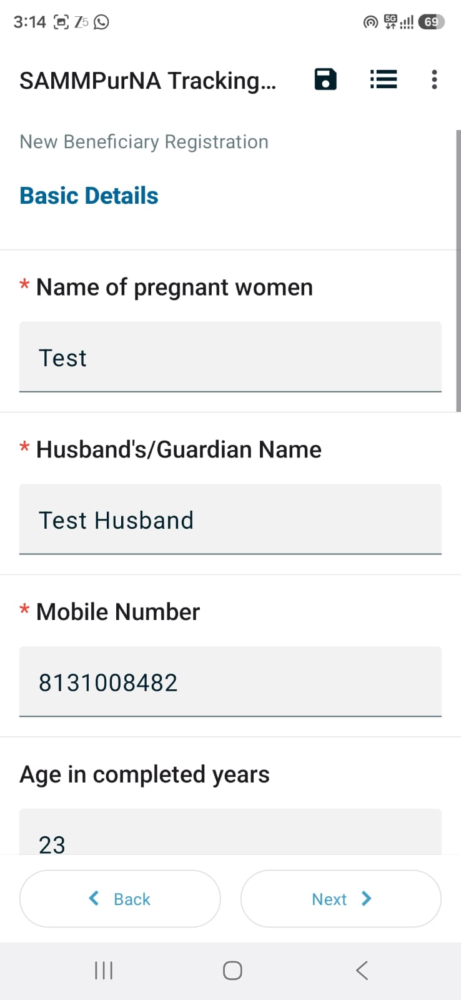 3:14
5G 69
SAMMPurNA Tracking...
New Beneficiary Registration
Basic Details
* Name of pregnant women
Test
* Husband's/Guardian Name
Test Husband
* Mobile Number
8131008482
Age in completed years
23
Back Next